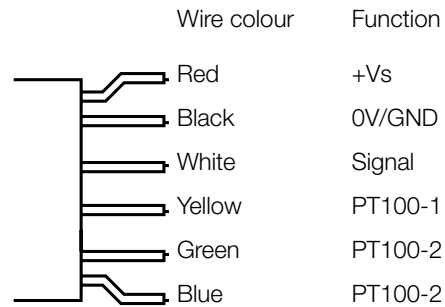 Wire colour Function
Red +Vs
Black 0V/GND
White Signal
Yellow PT100-1
Green PT100-2
Blue PT100-2